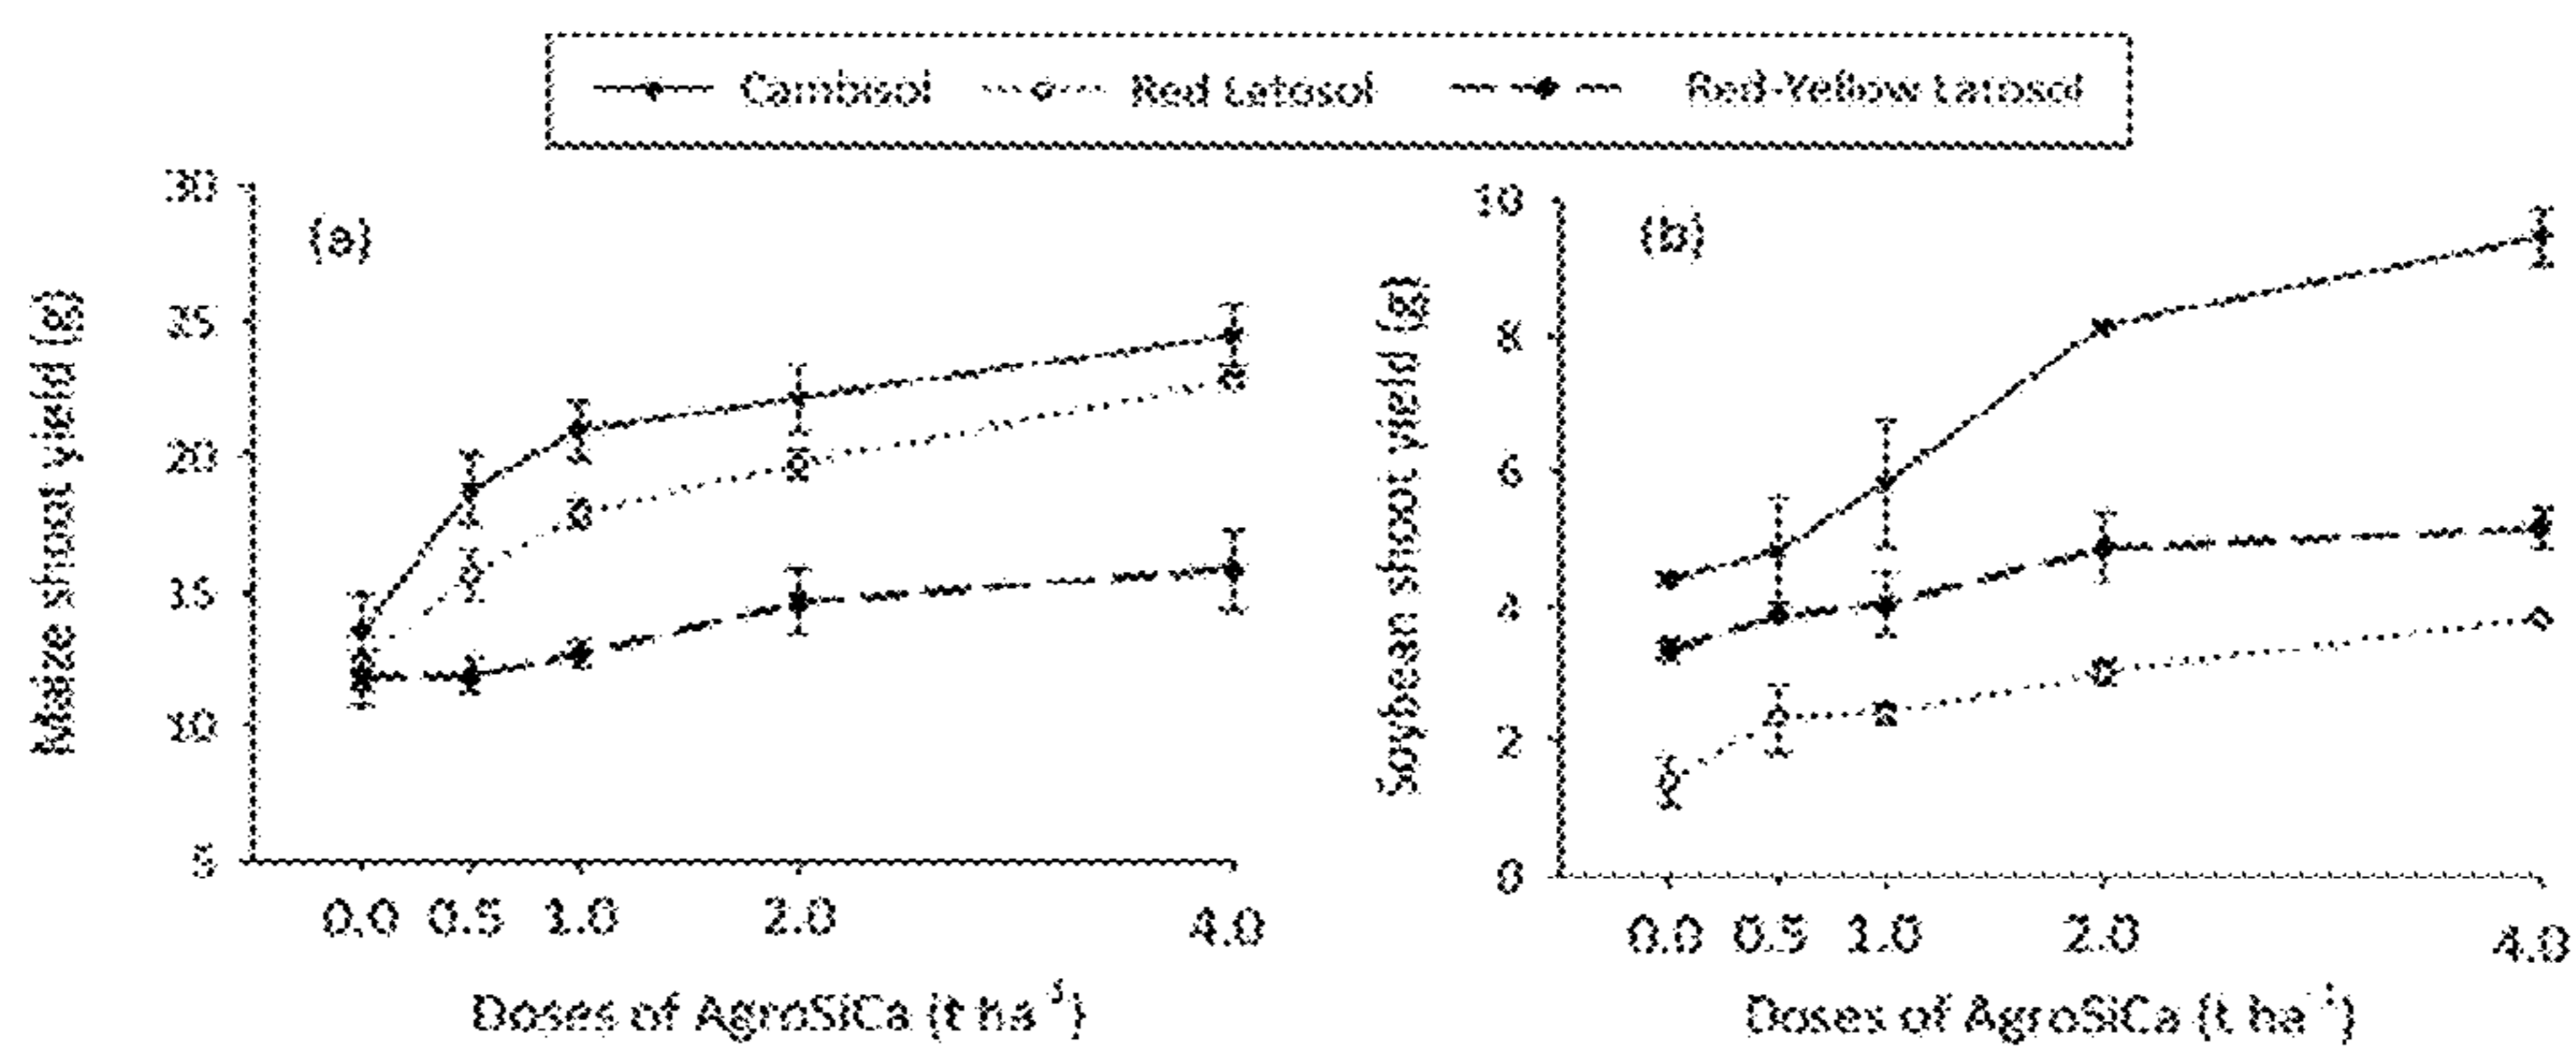 Cambisol Red Latosol Red-Yellow Latosol
(a)
Maize shoot yield (g)
30
25
20
15
10
5
0.0 0.5 1.0 2.0 4.0
Doses of AgroSiCa (t ha⁻¹)
(b)
Soybean shoot yield (g)
10
8
6
4
2
0
0.0 0.5 1.0 2.0 4.0
Doses of AgroSiCa (t ha⁻¹)